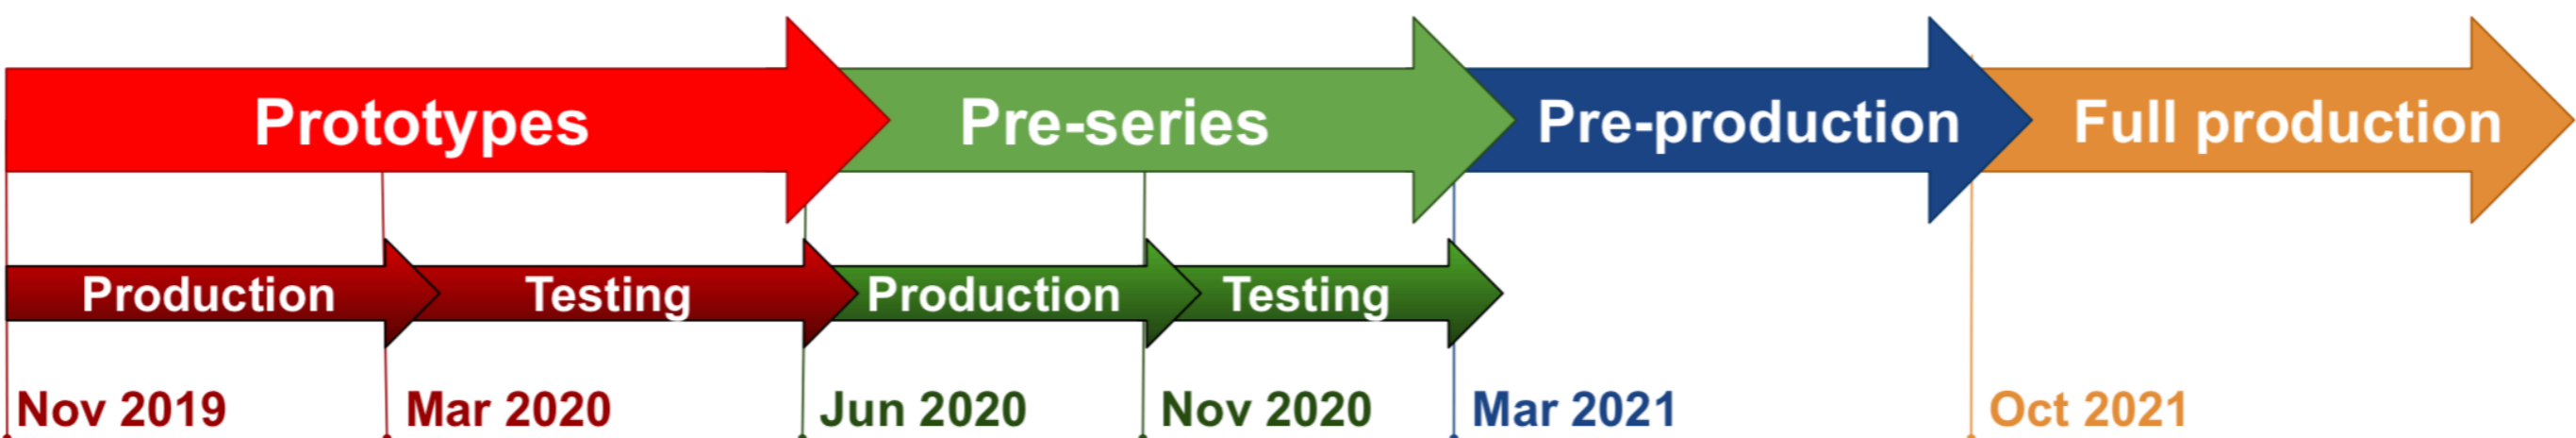 Prototypes Pre-series Pre-production Full production
Production Testing Production Testing
Nov 2019 Mar 2020 Jun 2020 Nov 2020 Mar 2021 Oct 2021